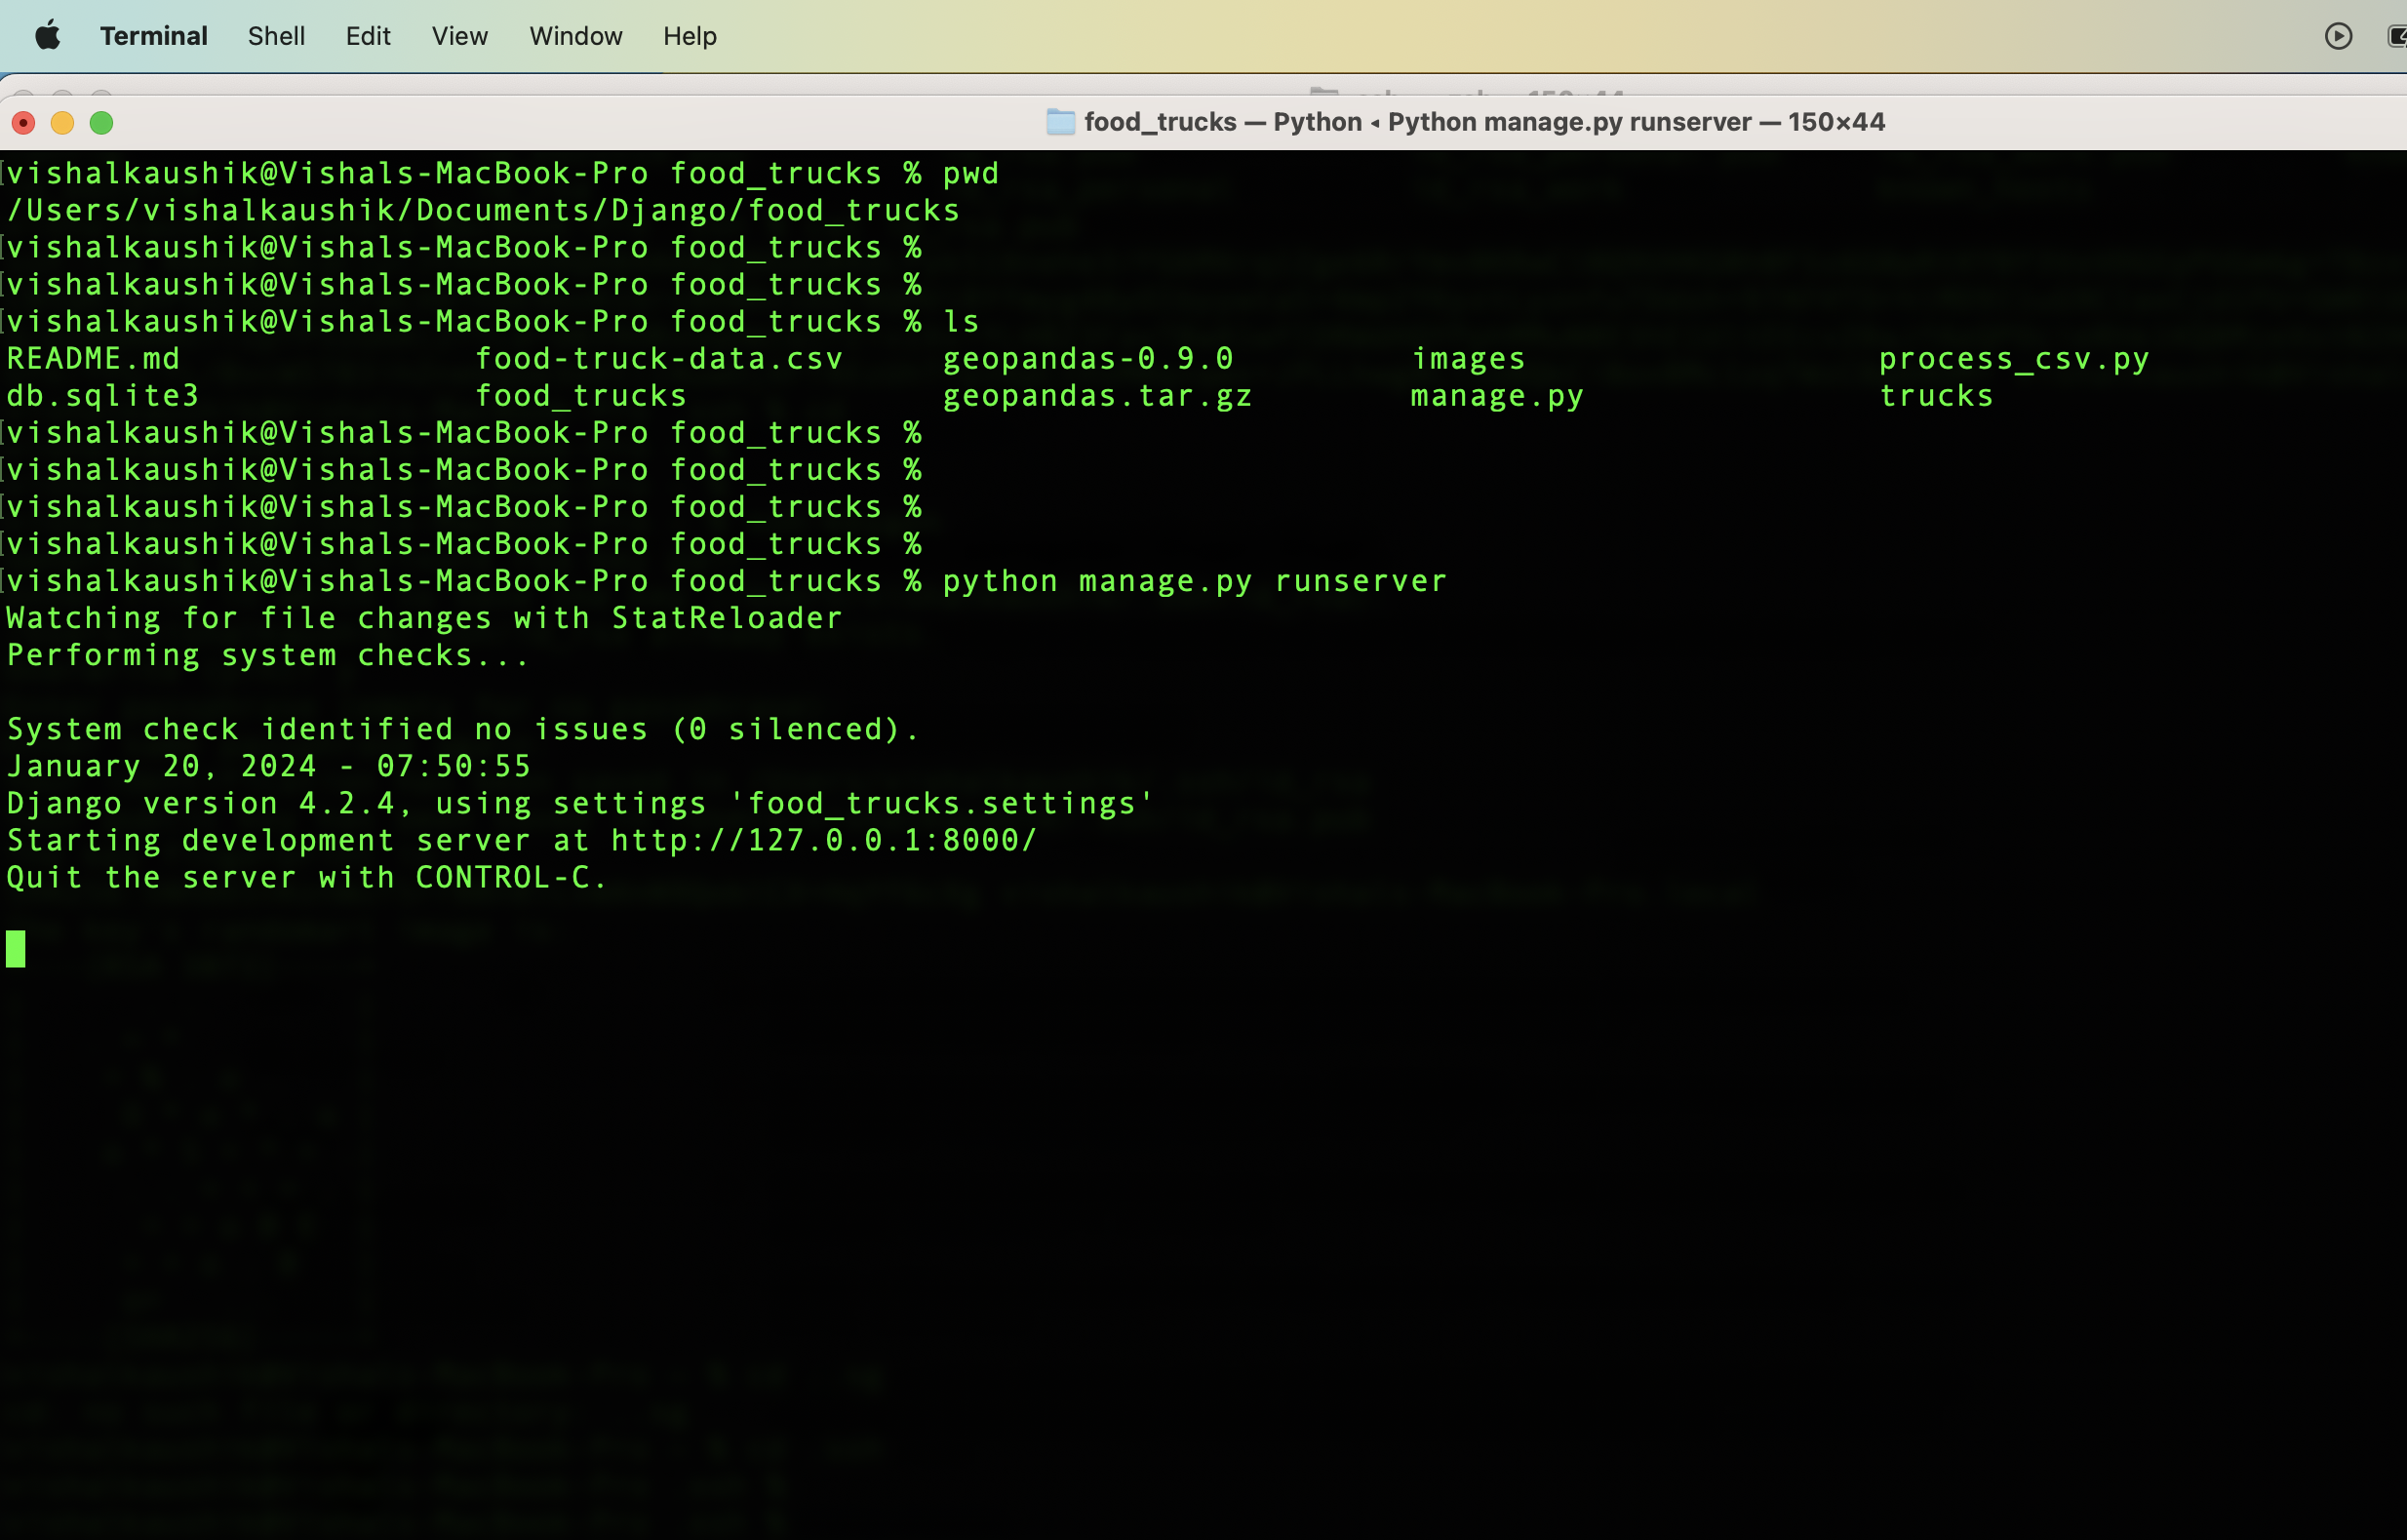 Terminal Shell Edit View Window Help
food_trucks — Python ◂ Python manage.py runserver — 150×44
vishalkaushik@Vishals-MacBook-Pro food_trucks % pwd
/Users/vishalkaushik/Documents/Django/food_trucks
vishalkaushik@Vishals-MacBook-Pro food_trucks %
vishalkaushik@Vishals-MacBook-Pro food_trucks %
vishalkaushik@Vishals-MacBook-Pro food_trucks % ls
README.md food-truck-data.csv geopandas-0.9.0 images process_csv.py
db.sqlite3 food_trucks geopandas.tar.gz manage.py trucks
vishalkaushik@Vishals-MacBook-Pro food_trucks %
vishalkaushik@Vishals-MacBook-Pro food_trucks %
vishalkaushik@Vishals-MacBook-Pro food_trucks %
vishalkaushik@Vishals-MacBook-Pro food_trucks %
vishalkaushik@Vishals-MacBook-Pro food_trucks % python manage.py runserver
Watching for file changes with StatReloader
Performing system checks...
System check identified no issues (0 silenced).
January 20, 2024 - 07:50:55
Django version 4.2.4, using settings 'food_trucks.settings'
Starting development server at http://127.0.0.1:8000/
Quit the server with CONTROL-C.